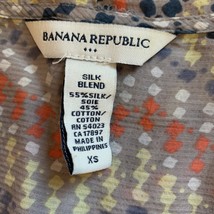 BANANA REPUBLIC
SILK
BLEND
55%SILK/
SOIE
45%
COTTON/
COTON
RN 54023
CA 17897
MADE IN
PHILIPPINES
XS